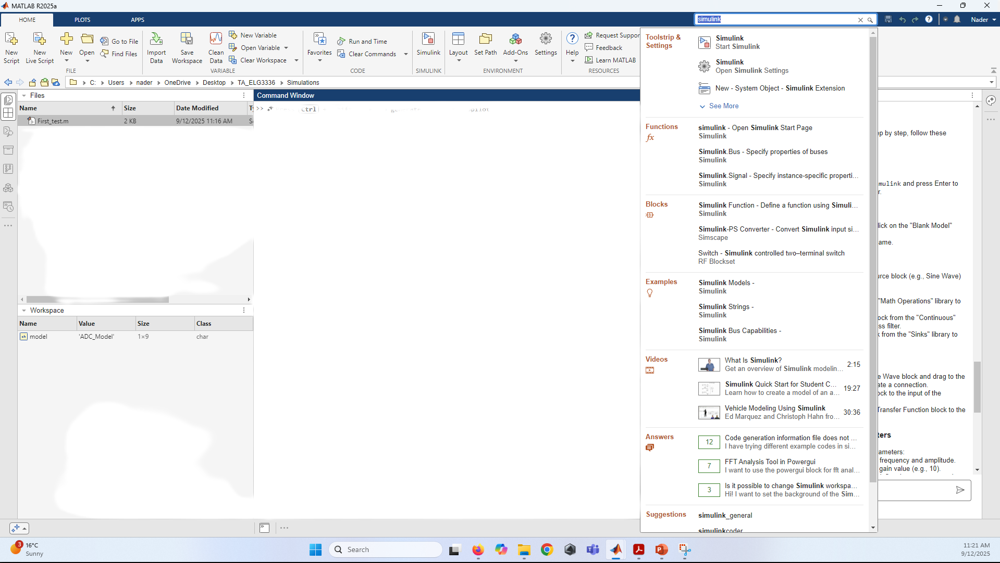 MATLAB R2025a
HOME PLOTS APPS
simulink
Nader
New Script
New Live Script
New
Open
Go to File
Find Files
FILE
Import Data
Save Workspace
Clean Data
New Variable
Open Variable
Clear Workspace
VARIABLE
Favorites
Run and Time
Clear Commands
CODE
Simulink
SIMULINK
Layout
Set Path
Add-Ons
Settings
ENVIRONMENT
Help
Request Suppor
Feedback
Learn MATLAB
RESOURCES
C: Users nader OneDrive Desktop TA_ELG3336 Simulations
Files
Name Size Date Modified
First_test.m 2 KB 9/12/2025 11:16 AM
Workspace
Name Value Size Class
model 'ADC_Model' 1×9 char
Command Window
>> Ctrl
Toolstrip & Settings
Simulink
Start Simulink
Simulink
Open Simulink Settings
New - System Object - Simulink Extension
See More
Functions
fx
simulink - Open Simulink Start Page
Simulink
Simulink.Bus - Specify properties of buses
Simulink
Simulink.Signal - Specify instance-specific properti...
Simulink
Blocks
Simulink Function - Define a function using Simuli...
Simulink
Simulink-PS Converter - Convert Simulink input si...
Simscape
Switch - Simulink controlled two–terminal switch
RF Blockset
Examples
Simulink Models -
Simulink
Simulink Strings -
Simulink
Simulink Bus Capabilities -
Simulink
Videos
What Is Simulink?
Get an overview of Simulink modelin...
2:15
Simulink Quick Start for Student C...
Learn how to create a model of an a...
19:27
Vehicle Modeling Using Simulink
Ed Marquez and Christoph Hahn fro...
30:36
Answers
12
Code generation information file does not ...
I have trying different example codes in si...
7
FFT Analysis Tool in Powergui
I want to use the powergui block for fft anal...
3
Is it possible to change Simulink workspa...
Hi! I want to set the background of the Sim...
Suggestions
simulink_general
simulinkcoder
ep by step, follow these
mulink and press Enter to
r.
lick on the "Blank Model"
ame.
urce block (e.g., Sine Wave)
"Math Operations" library to
ock from the "Continuous"
ss filter.
k from the "Sinks" library to
e Wave block and drag to the
ate a connection.
ock to the input of the
Transfer Function block to the
ters
ameters:
frequency and amplitude.
gain value (e.g., 10).
3
16°C
Sunny
Search
11:21 AM
9/12/2025